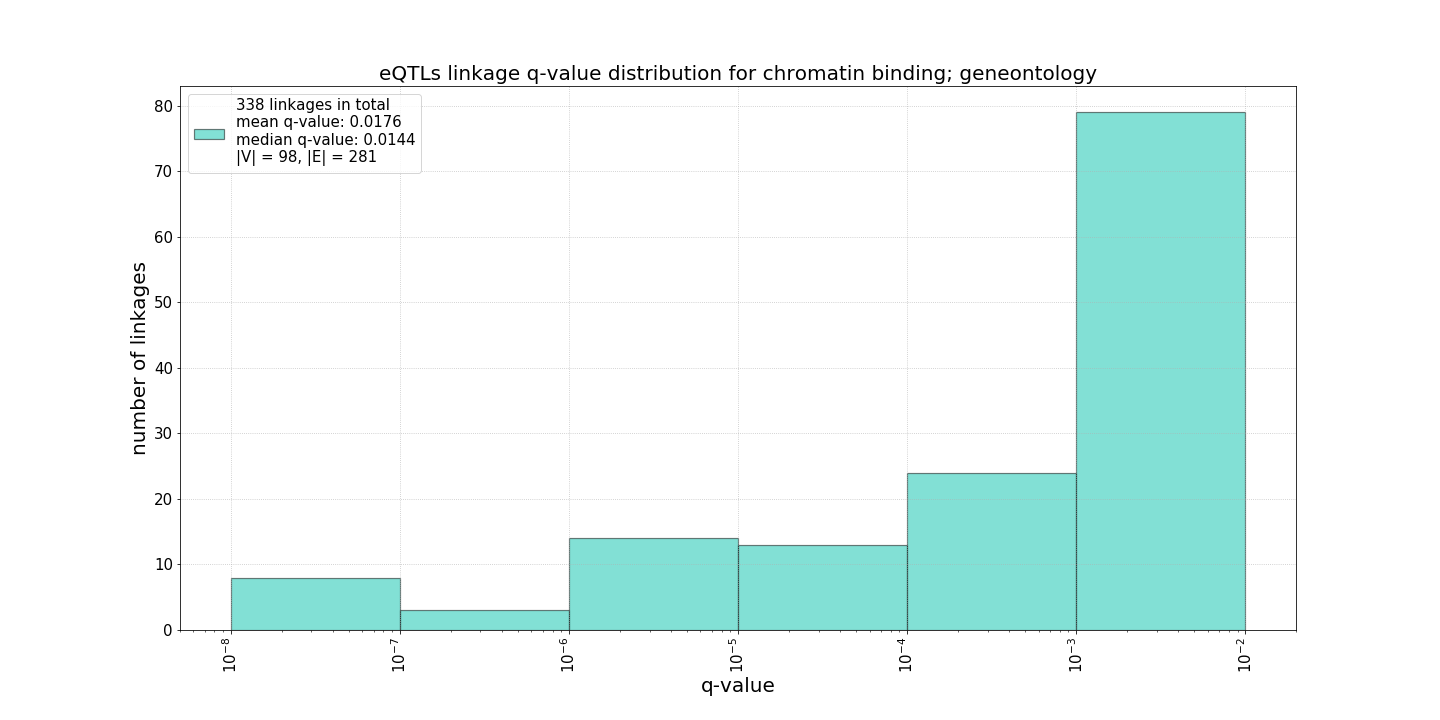 eQTLs linkage q-value distribution for chromatin binding; geneontology
338 linkages in total
mean q-value: 0.0176
median q-value: 0.0144
|V| = 98, |E| = 281
number of linkages
80
70
60
50
40
30
20
10
0
10⁻⁸ 10⁻⁷ 10⁻⁶ 10⁻⁵ 10⁻⁴ 10⁻³ 10⁻²
q-value